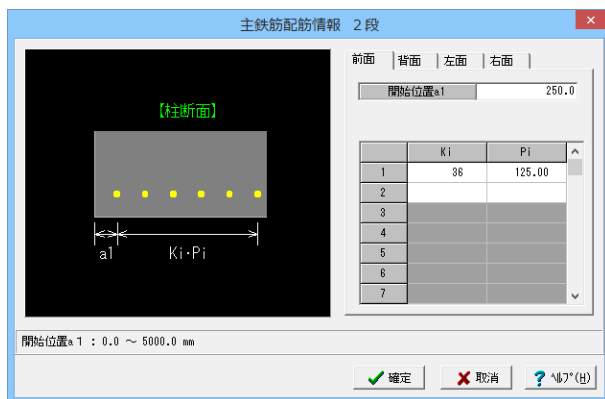 主鉄筋配筋情報 2段
前面 背面 左面 右面
開始位置a1 250.0
【柱断面】
a1 Ki・Pi
Ki Pi
1 36 125.00
2
3
4
5
6
7
開始位置a1 : 0.0 ～ 5000.0 mm
確定 取消 ヘルプ(H)